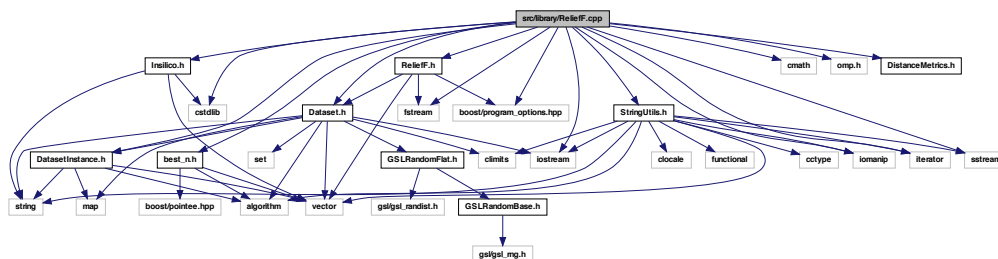 src/library/ReliefF.cpp
Insilico.h
ReliefF.h
cmath
omp.h
DistanceMetrics.h
cstdlib
Dataset.h
fstream
boost/program_options.hpp
StringUtils.h
DatasetInstance.h
best_n.h
set
GSLRandomFlat.h
climits
iostream
clocale
functional
cctype
iomanip
iterator
sstream
string
map
boost/pointee.hpp
algorithm
vector
gsl/gsl_randist.h
GSLRandomBase.h
gsl/gsl_rng.h